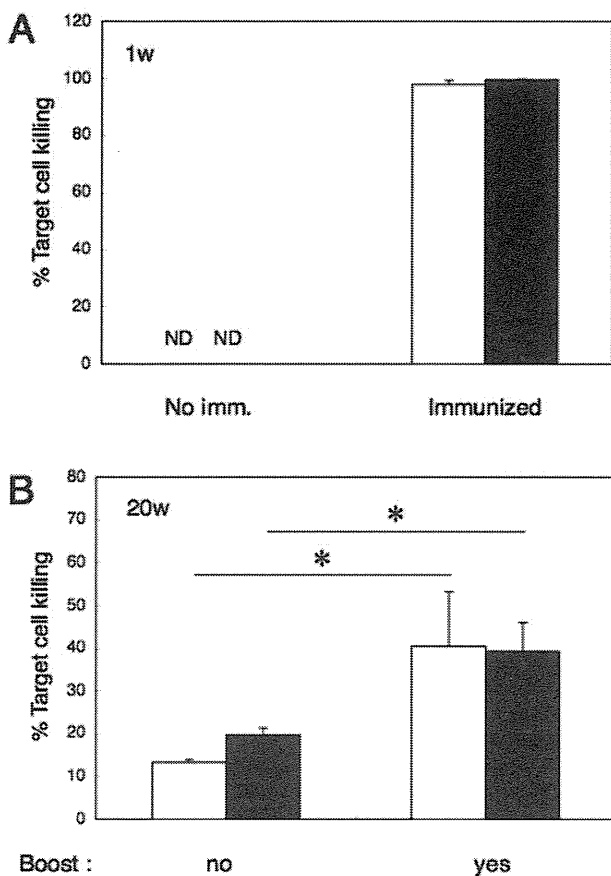 A
1w
% Target cell killing
120
100
80
60
40
20
0
ND ND
No imm. Immunized
B
20w
% Target cell killing
80
70
60
50
40
30
20
10
0
*
*
Boost : no yes